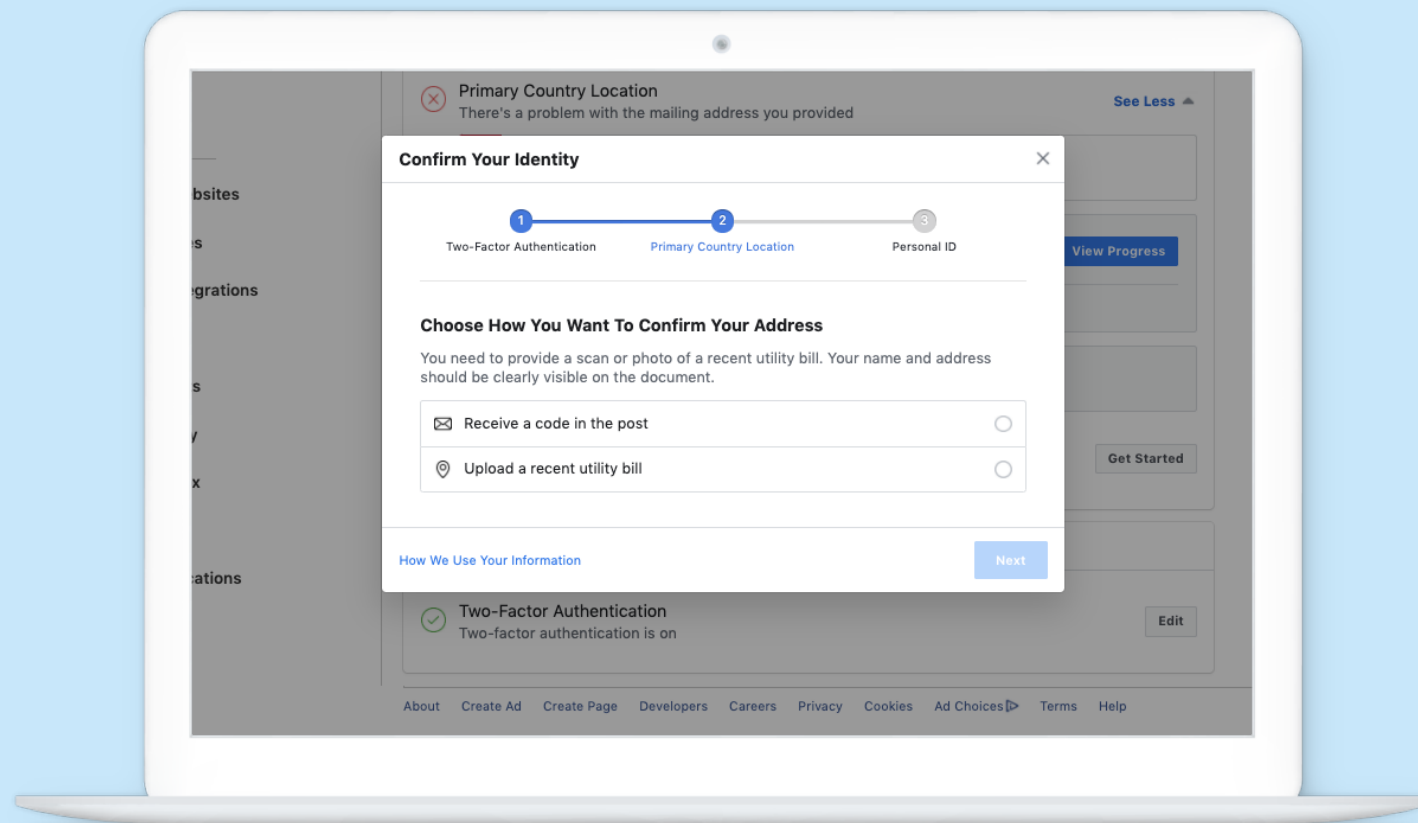 Primary Country Location
There's a problem with the mailing address you provided
See Less
Confirm Your Identity
1
2
3
Two-Factor Authentication
Primary Country Location
Personal ID
View Progress
Choose How You Want To Confirm Your Address
You need to provide a scan or photo of a recent utility bill. Your name and address
should be clearly visible on the document.
Receive a code in the post
Upload a recent utility bill
Get Started
How We Use Your Information
Next
Two-Factor Authentication
Two-factor authentication is on
Edit
About Create Ad Create Page Developers Careers Privacy Cookies Ad Choices Terms Help
bsites
s
grations
s
y
x
ations